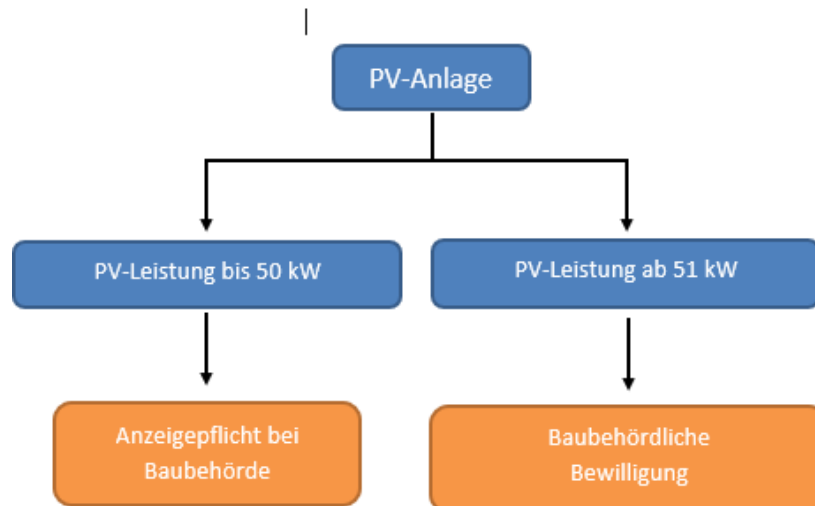 PV-Anlage
PV-Leistung bis 50 kW
PV-Leistung ab 51 kW
Anzeigepflicht bei
Baubehörde
Baubehördliche
Bewilligung